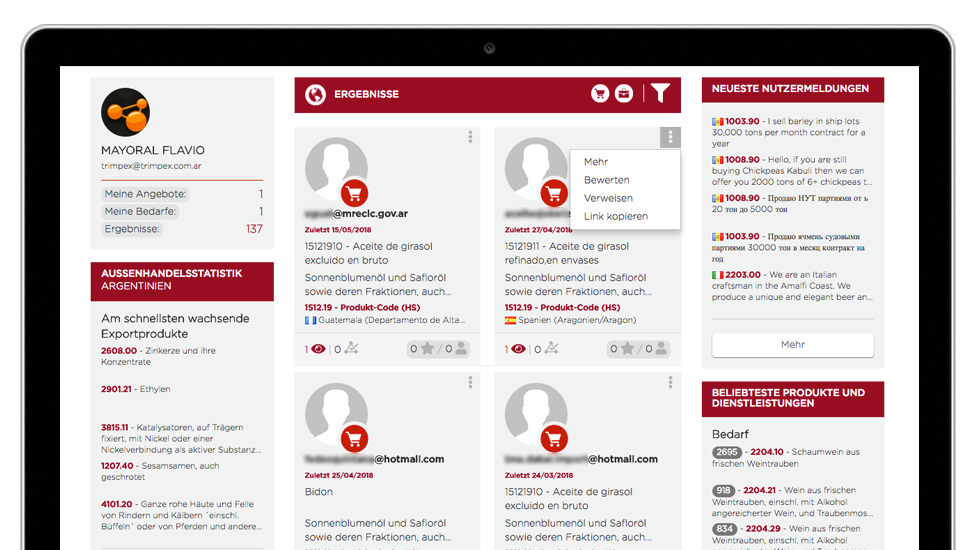 MAYORAL FLAVIO
trimpex@trimpex.com.ar
Meine Angebote: 1
Meine Bedarfe: 1
Ergebnisse: 137
AUSSENHANDELSSTATISTIK
ARGENTINIEN
Am schnellsten wachsende
Exportprodukte
2608.00 - Zinkerze und ihre
Konzentrate
2901.21 - Ethylen
3815.11 - Katalysatoren, auf Trägern
fixiert, mit Nickel oder einer
Nickelverbindung als aktiver Substanz...
1207.40 - Sesamsamen, auch
geschrotet
4101.20 - Ganze rohe Häute und Felle
von Rindern und Kälbern ´einschl.
Büffeln´ oder von Pferden und andere...
ERGEBNISSE
@mrecic.gov.ar
Zuletzt 15/05/2018
15121910 - Aceite de girasol
excluido en bruto
Sonnenblumenöl und Safloröl
sowie deren Fraktionen, auch...
1512.19 - Produkt-Code (HS)
Guatemala (Departamento de Alta...
1 | 0 0 / 0
Mehr
Bewerten
Verweisen
Link kopieren
Zuletzt 27/04/2018
15121911 - Aceite de girasol
refinado,en envases
Sonnenblumenöl und Safloröl
sowie deren Fraktionen, auch...
1512.19 - Produkt-Code (HS)
Spanien (Aragonien/Aragon)
1 | 0 0 / 0
@hotmail.com
Zuletzt 25/04/2018
Bidon
Sonnenblumenöl und Safloröl
sowie deren Fraktionen, auch...
@hotmail.com
Zuletzt 24/03/2018
15121910 - Aceite de girasol
excluido en bruto
Sonnenblumenöl und Safloröl
sowie deren Fraktionen, auch...
NEUESTE NUTZERMELDUNGEN
1003.90 - I sell barley in ship lots
30,000 tons per month contract for a
year
1008.90 - Hello, if you are still
buying Chickpeas Kabuli then we can
offer you 2000 tons of 6+ chickpeas t...
1008.90 - Продаю НУТ партиями от ь
20 тон до 5000 тон
1003.90 - Продаю ячмень судовыми
партиями 30000 тон в месяц контракт на
год
2203.00 - We are an Italian
craftsman in the Amalfi Coast. We
produce a unique and elegant beer an...
Mehr
BELIEBTESTE PRODUKTE UND
DIENSTLEISTUNGEN
Bedarf
2695 - 2204.10 - Schaumwein aus
frischen Weintrauben
918 - 2204.21 - Wein aus frischen
Weintrauben, einschl. mit Alkohol
angereicherter Wein, und Traubenmos...
834 - 2204.29 - Wein aus frischen
Weintrauben, einschl. mit Alkohol